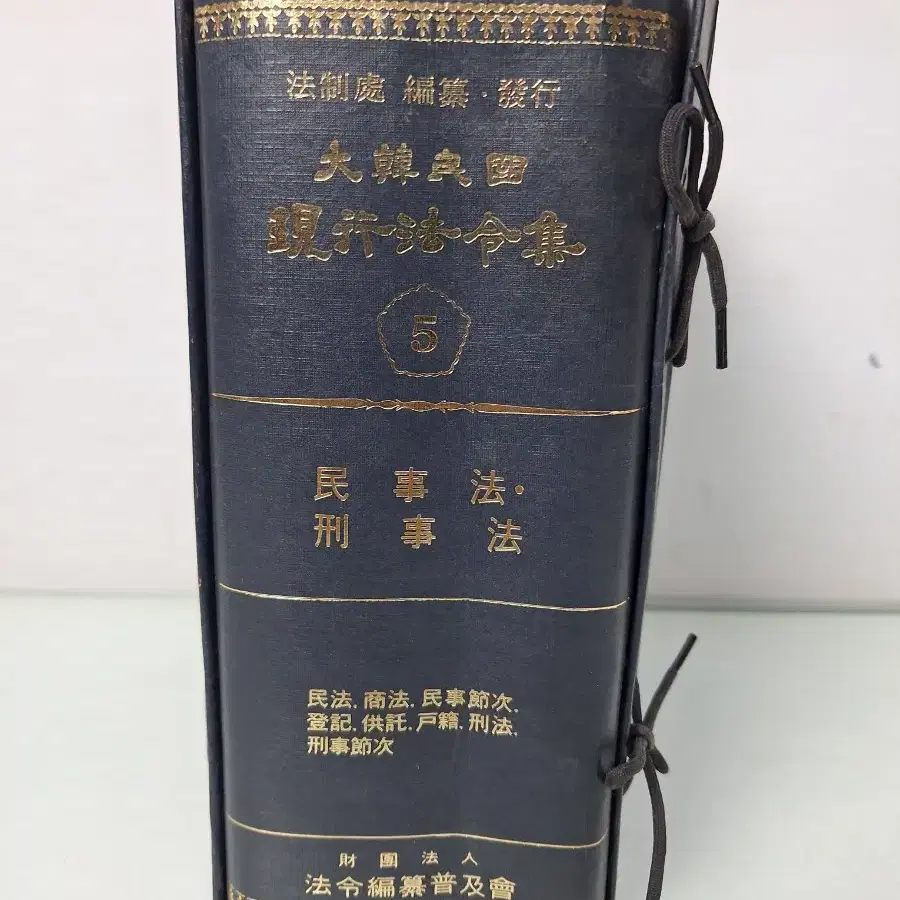 法制處 編纂·發行
大韓民國
現行法令集
5
民事法·
刑事法
民法, 商法, 民事節次,
登記, 供託, 戶籍, 刑法,
刑事節次
財團法人
法令編纂普及會